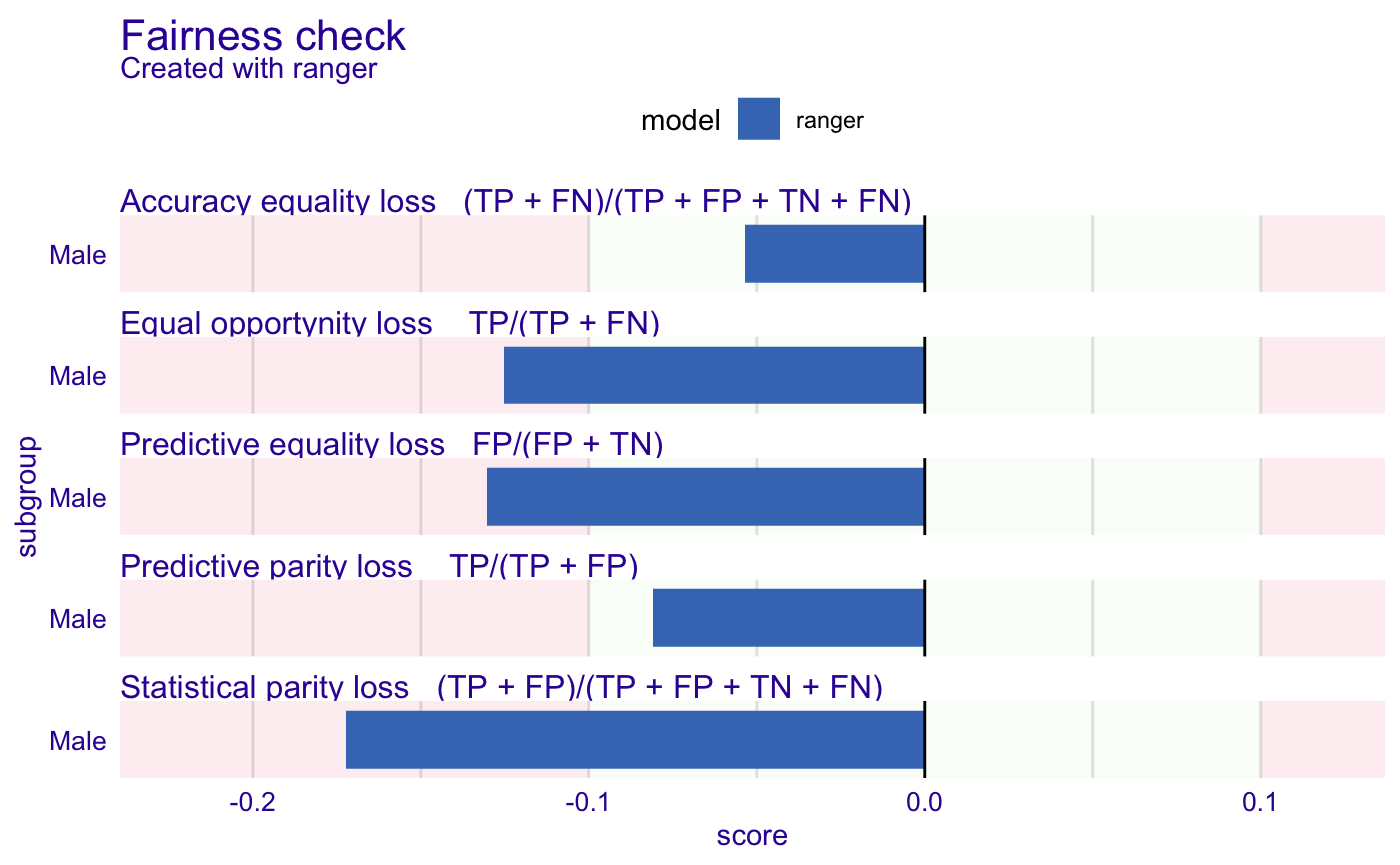 Fairness check
Created with ranger
model ranger
Accuracy equality loss (TP + FN)/(TP + FP + TN + FN)
Male
Equal opportynity loss TP/(TP + FN)
Male
Predictive equality loss FP/(FP + TN)
Male
Predictive parity loss TP/(TP + FP)
Male
Statistical parity loss (TP + FP)/(TP + FP + TN + FN)
Male
subgroup
-0.2 -0.1 0.0 0.1
score